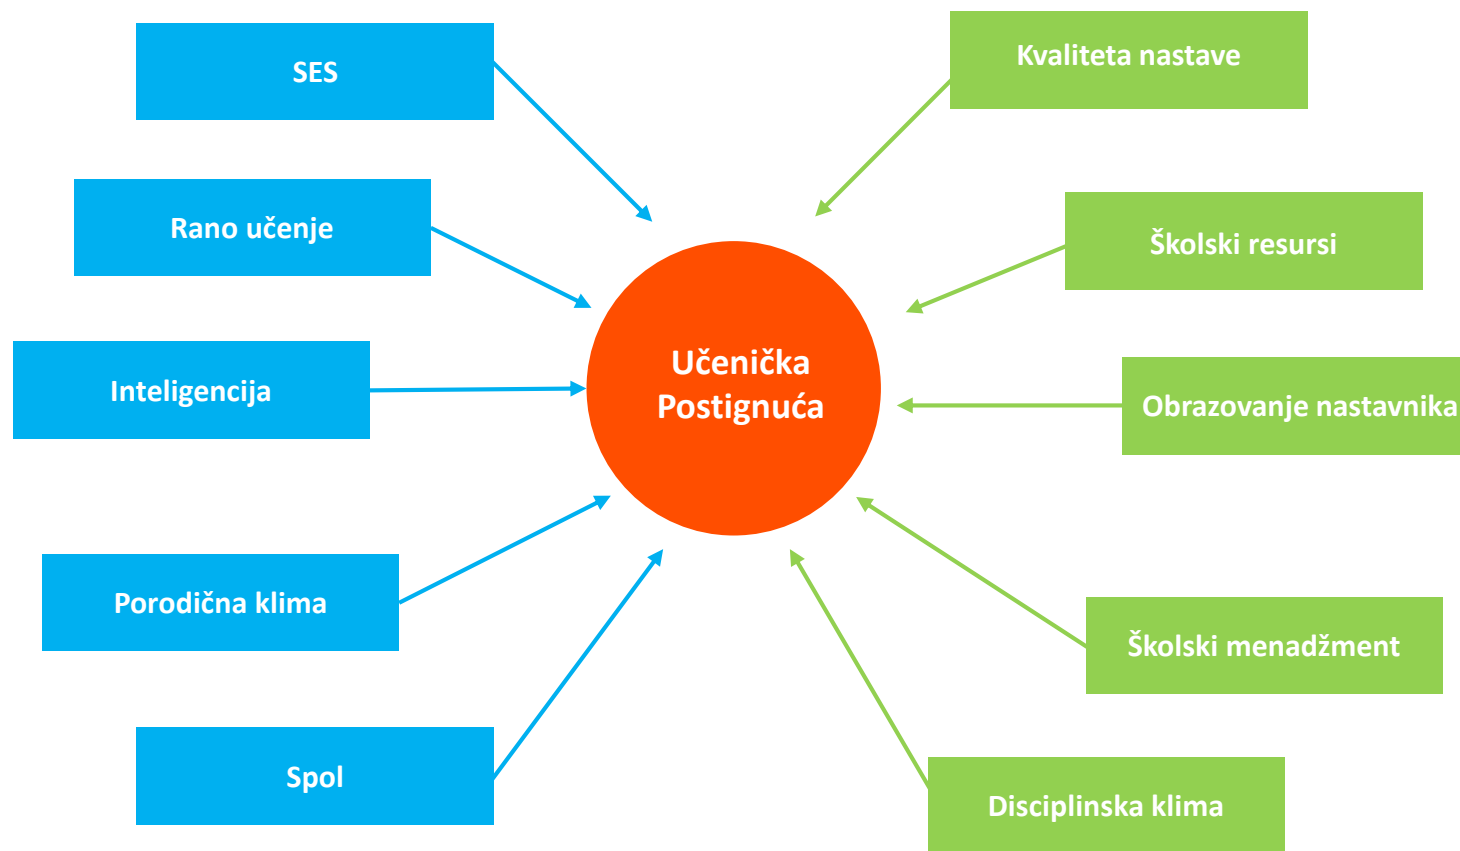 SES
Rano učenje
Inteligencija
Porodična klima
Spol
Učenička
Postignuća
Kvaliteta nastave
Školski resursi
Obrazovanje nastavnika
Školski menadžment
Disciplinska klima